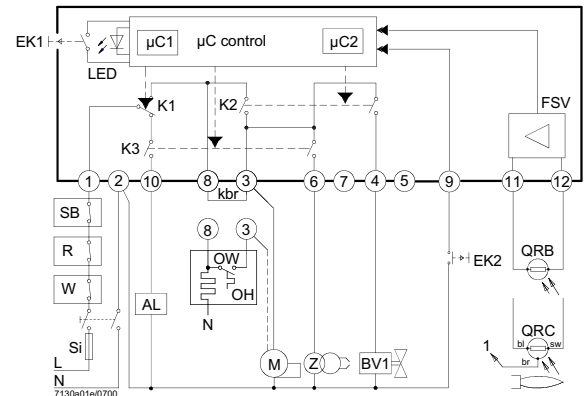 EK1
LED
µC1
µC control
µC2
FSV
K1
K2
K3
1
2
10
8
kbr
3
6
7
4
5
9
11
12
SB
R
W
Si
L
N
AL
8
3
OW
OH
N
M
Z
BV1
EK2
QRB
QRC
bl
sw
br
1
7130a01e/0700